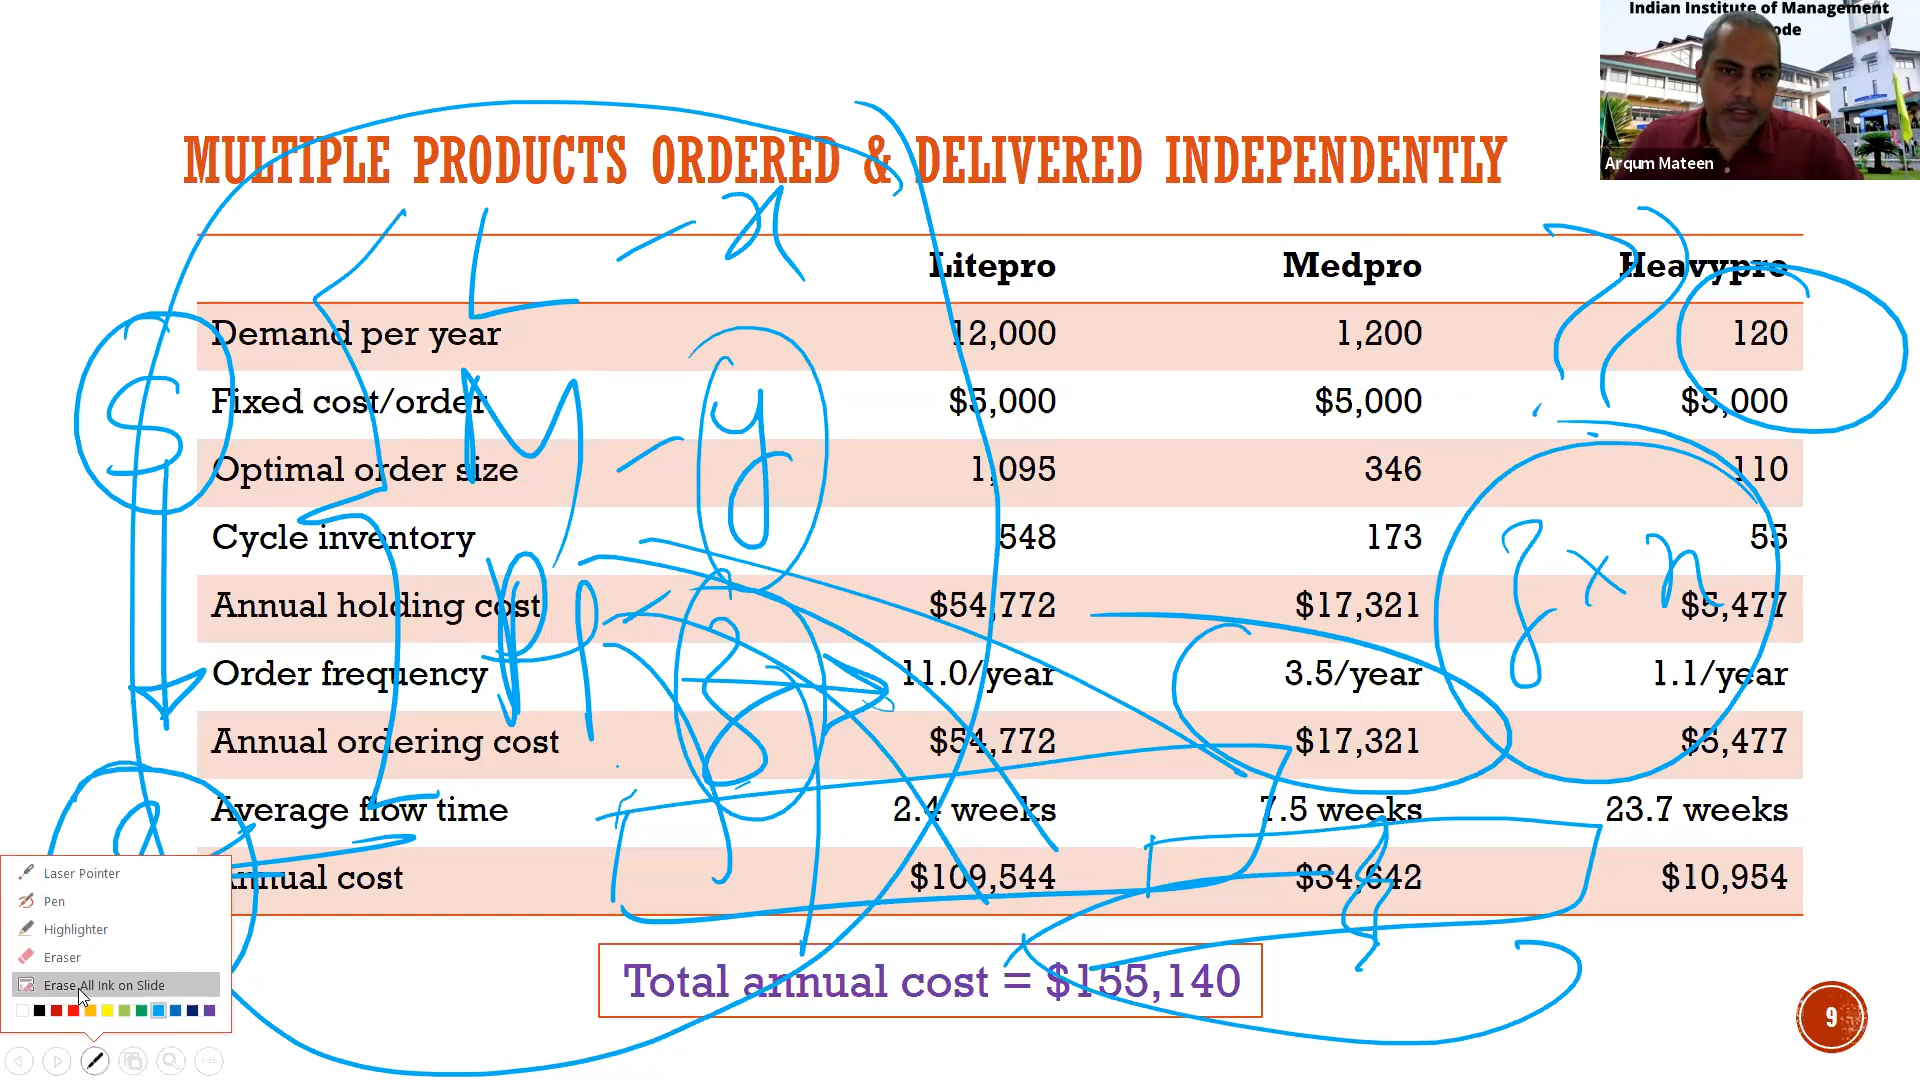 Indian Institute of Management
ode
Arqum Mateen
MULTIPLE PRODUCTS ORDERED & DELIVERED INDEPENDENTLY
Litepro Medpro Heavypro
Demand per year 12,000 1,200 120
Fixed cost/order $5,000 $5,000 $5,000
Optimal order size 1,095 346 110
Cycle inventory 548 173 55
Annual holding cost $54,772 $17,321 $5,477
Order frequency 11.0/year 3.5/year 1.1/year
Annual ordering cost $54,772 $17,321 $5,477
Average flow time 2.4 weeks 7.5 weeks 23.7 weeks
Annual cost $109,544 $34,642 $10,954
Total annual cost = $155,140
L - x
M - y
$
Laser Pointer
Pen
Highlighter
Eraser
Erase All Ink on Slide
9